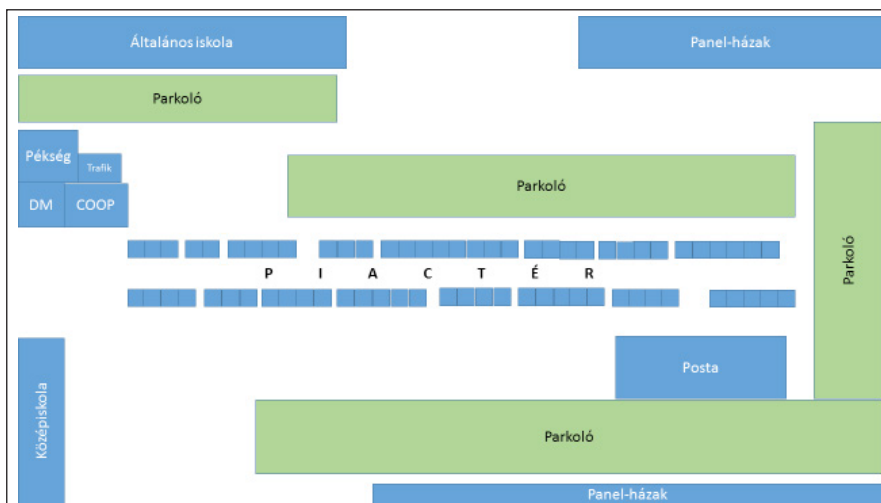 Általános iskola
Panel-házak
Parkoló
Pékség
Trafik
Parkoló
DM
COOP
Parkoló
P I A C T É R
Posta
Középiskola
Parkoló
Panel-házak